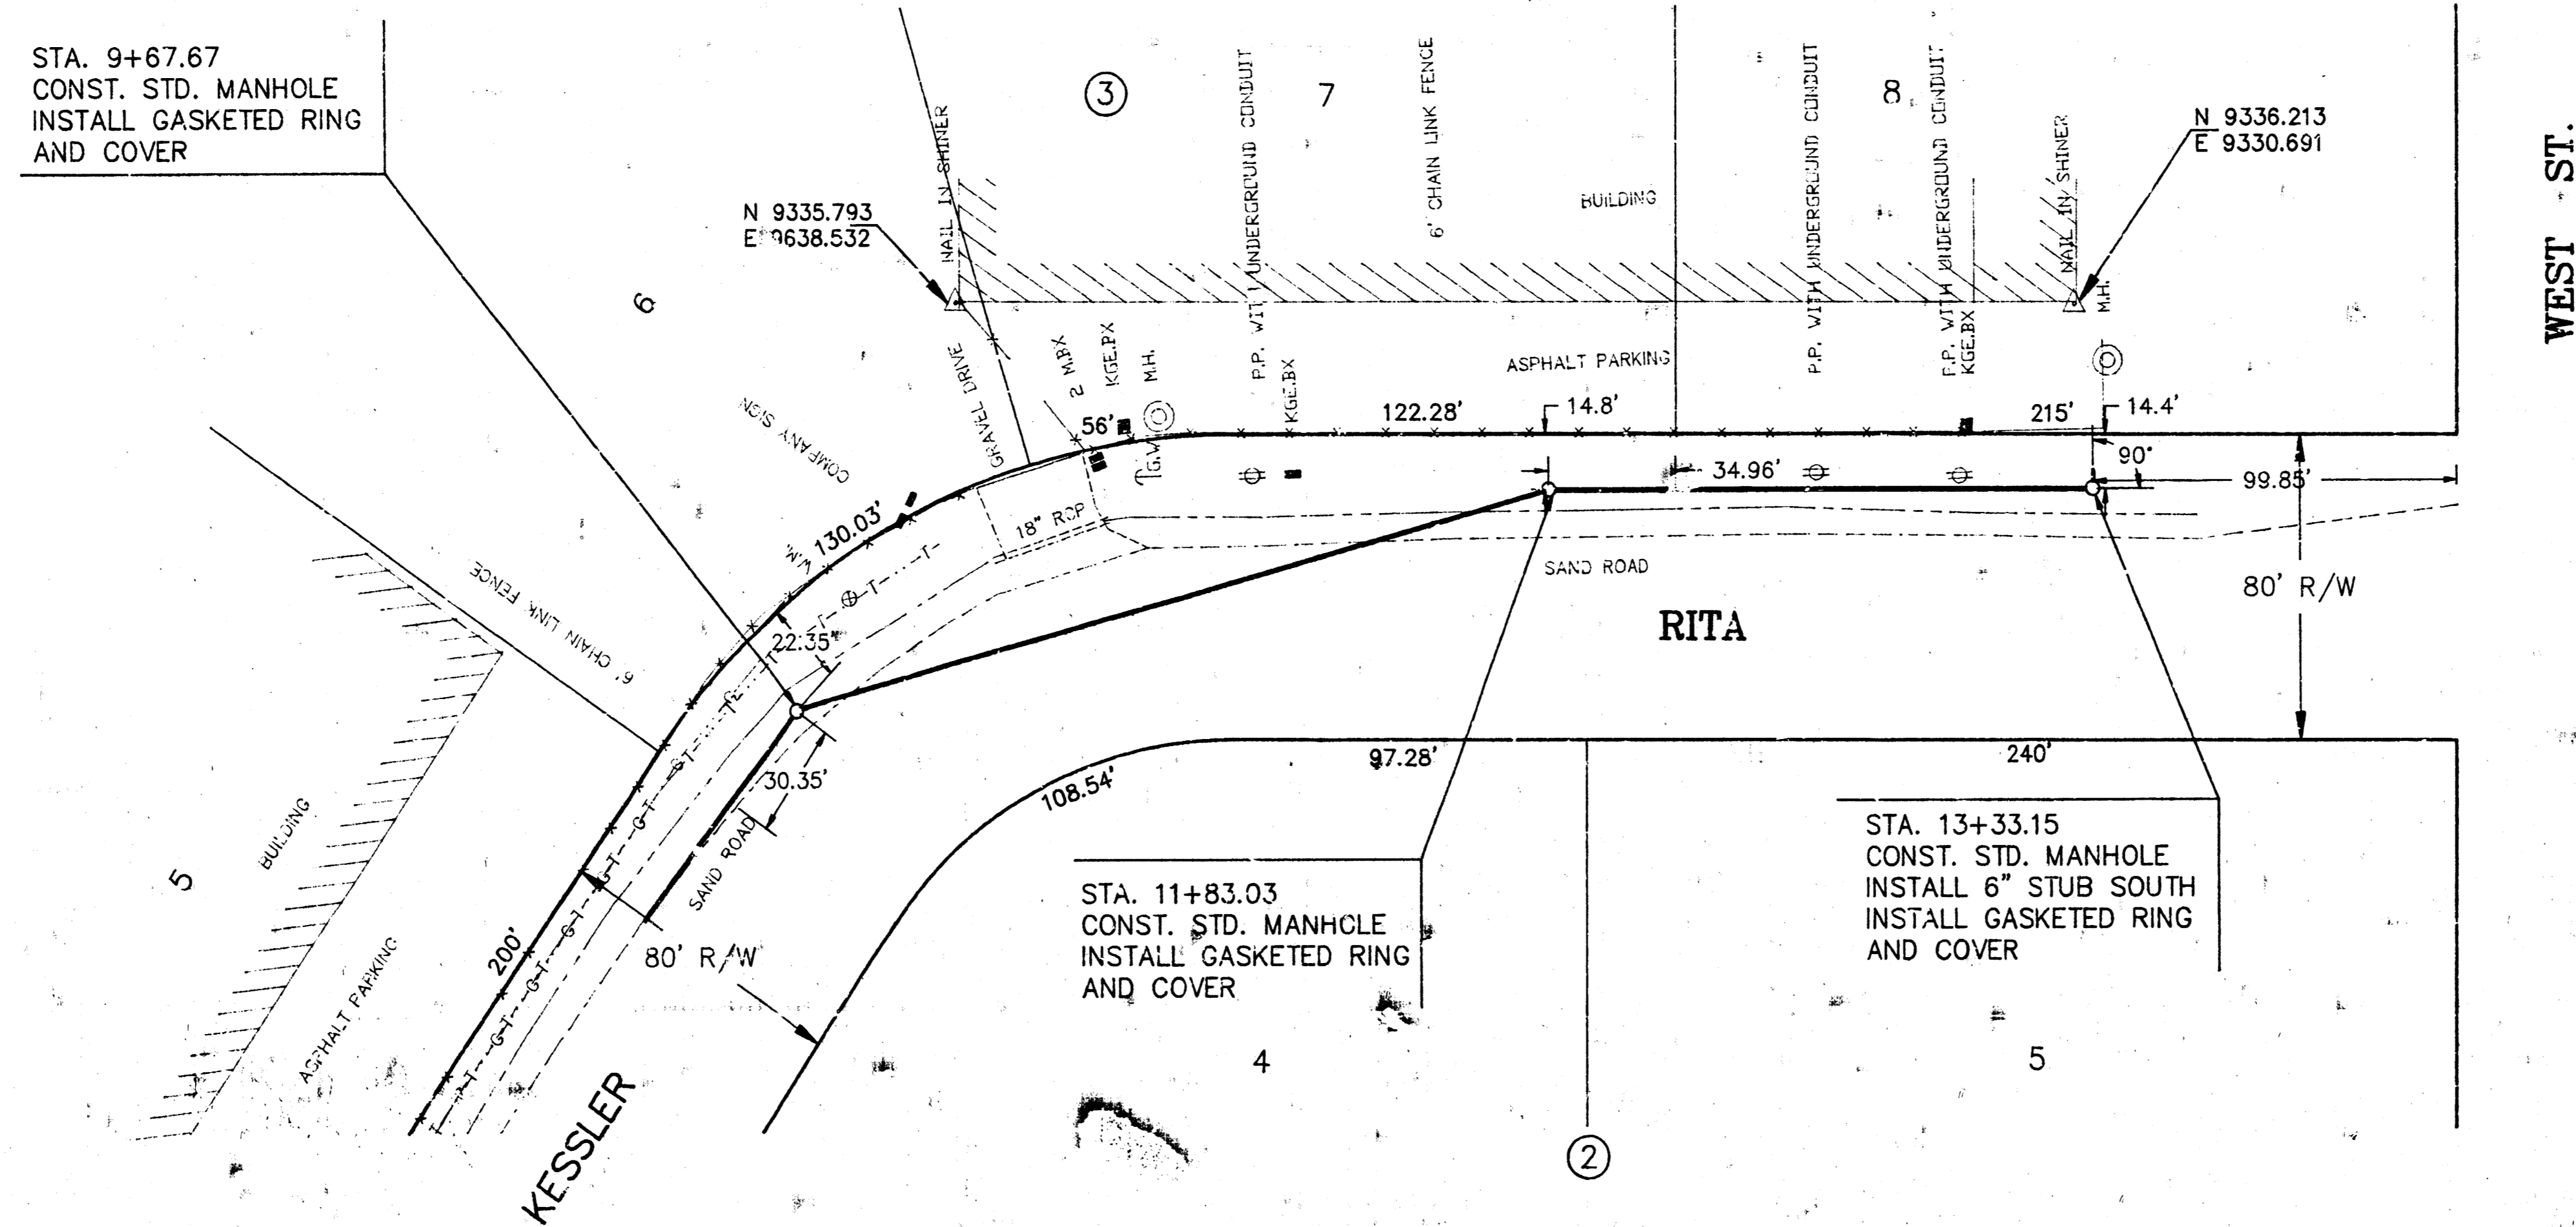 STA. 9+67.67
CONST. STD. MANHOLE
INSTALL GASKETED RING
AND COVER
3
7
8
N 9336.213
E 9330.691
WEST ST.
N 9335.793
E 9638.532
NAIL IN SHINER
P.P. WITH UNDERGROUND CONDUIT
6' CHAIN LINK FENCE
BUILDING
P.P. WITH UNDERGROUND CONDUIT
P.P. WITH UNDERGROUND CONDUIT
NAIL IN SHINER
M.H.
6
COMPANY SIGN
GRAVEL DRIVE
2 M.BX
KGE.BX
M.H.
KGE.BX
ASPHALT PARKING
KGE.BX
56'
122.28'
14.8'
215'
14.4'
G.V.
34.96'
90°
99.85'
130.03'
W.M.
18" RCP
6' CHAIN LINK FENCE
SAND ROAD
RITA
80' R/W
22.35'
30.35'
97.28'
240'
108.54'
SAND ROAD
5
BUILDING
ASPHALT PARKING
200'
80' R/W
KESSLER
STA. 11+83.03
CONST. STD. MANHOLE
INSTALL GASKETED RING
AND COVER
STA. 13+33.15
CONST. STD. MANHOLE
INSTALL 6" STUB SOUTH
INSTALL GASKETED RING
AND COVER
4
5
2